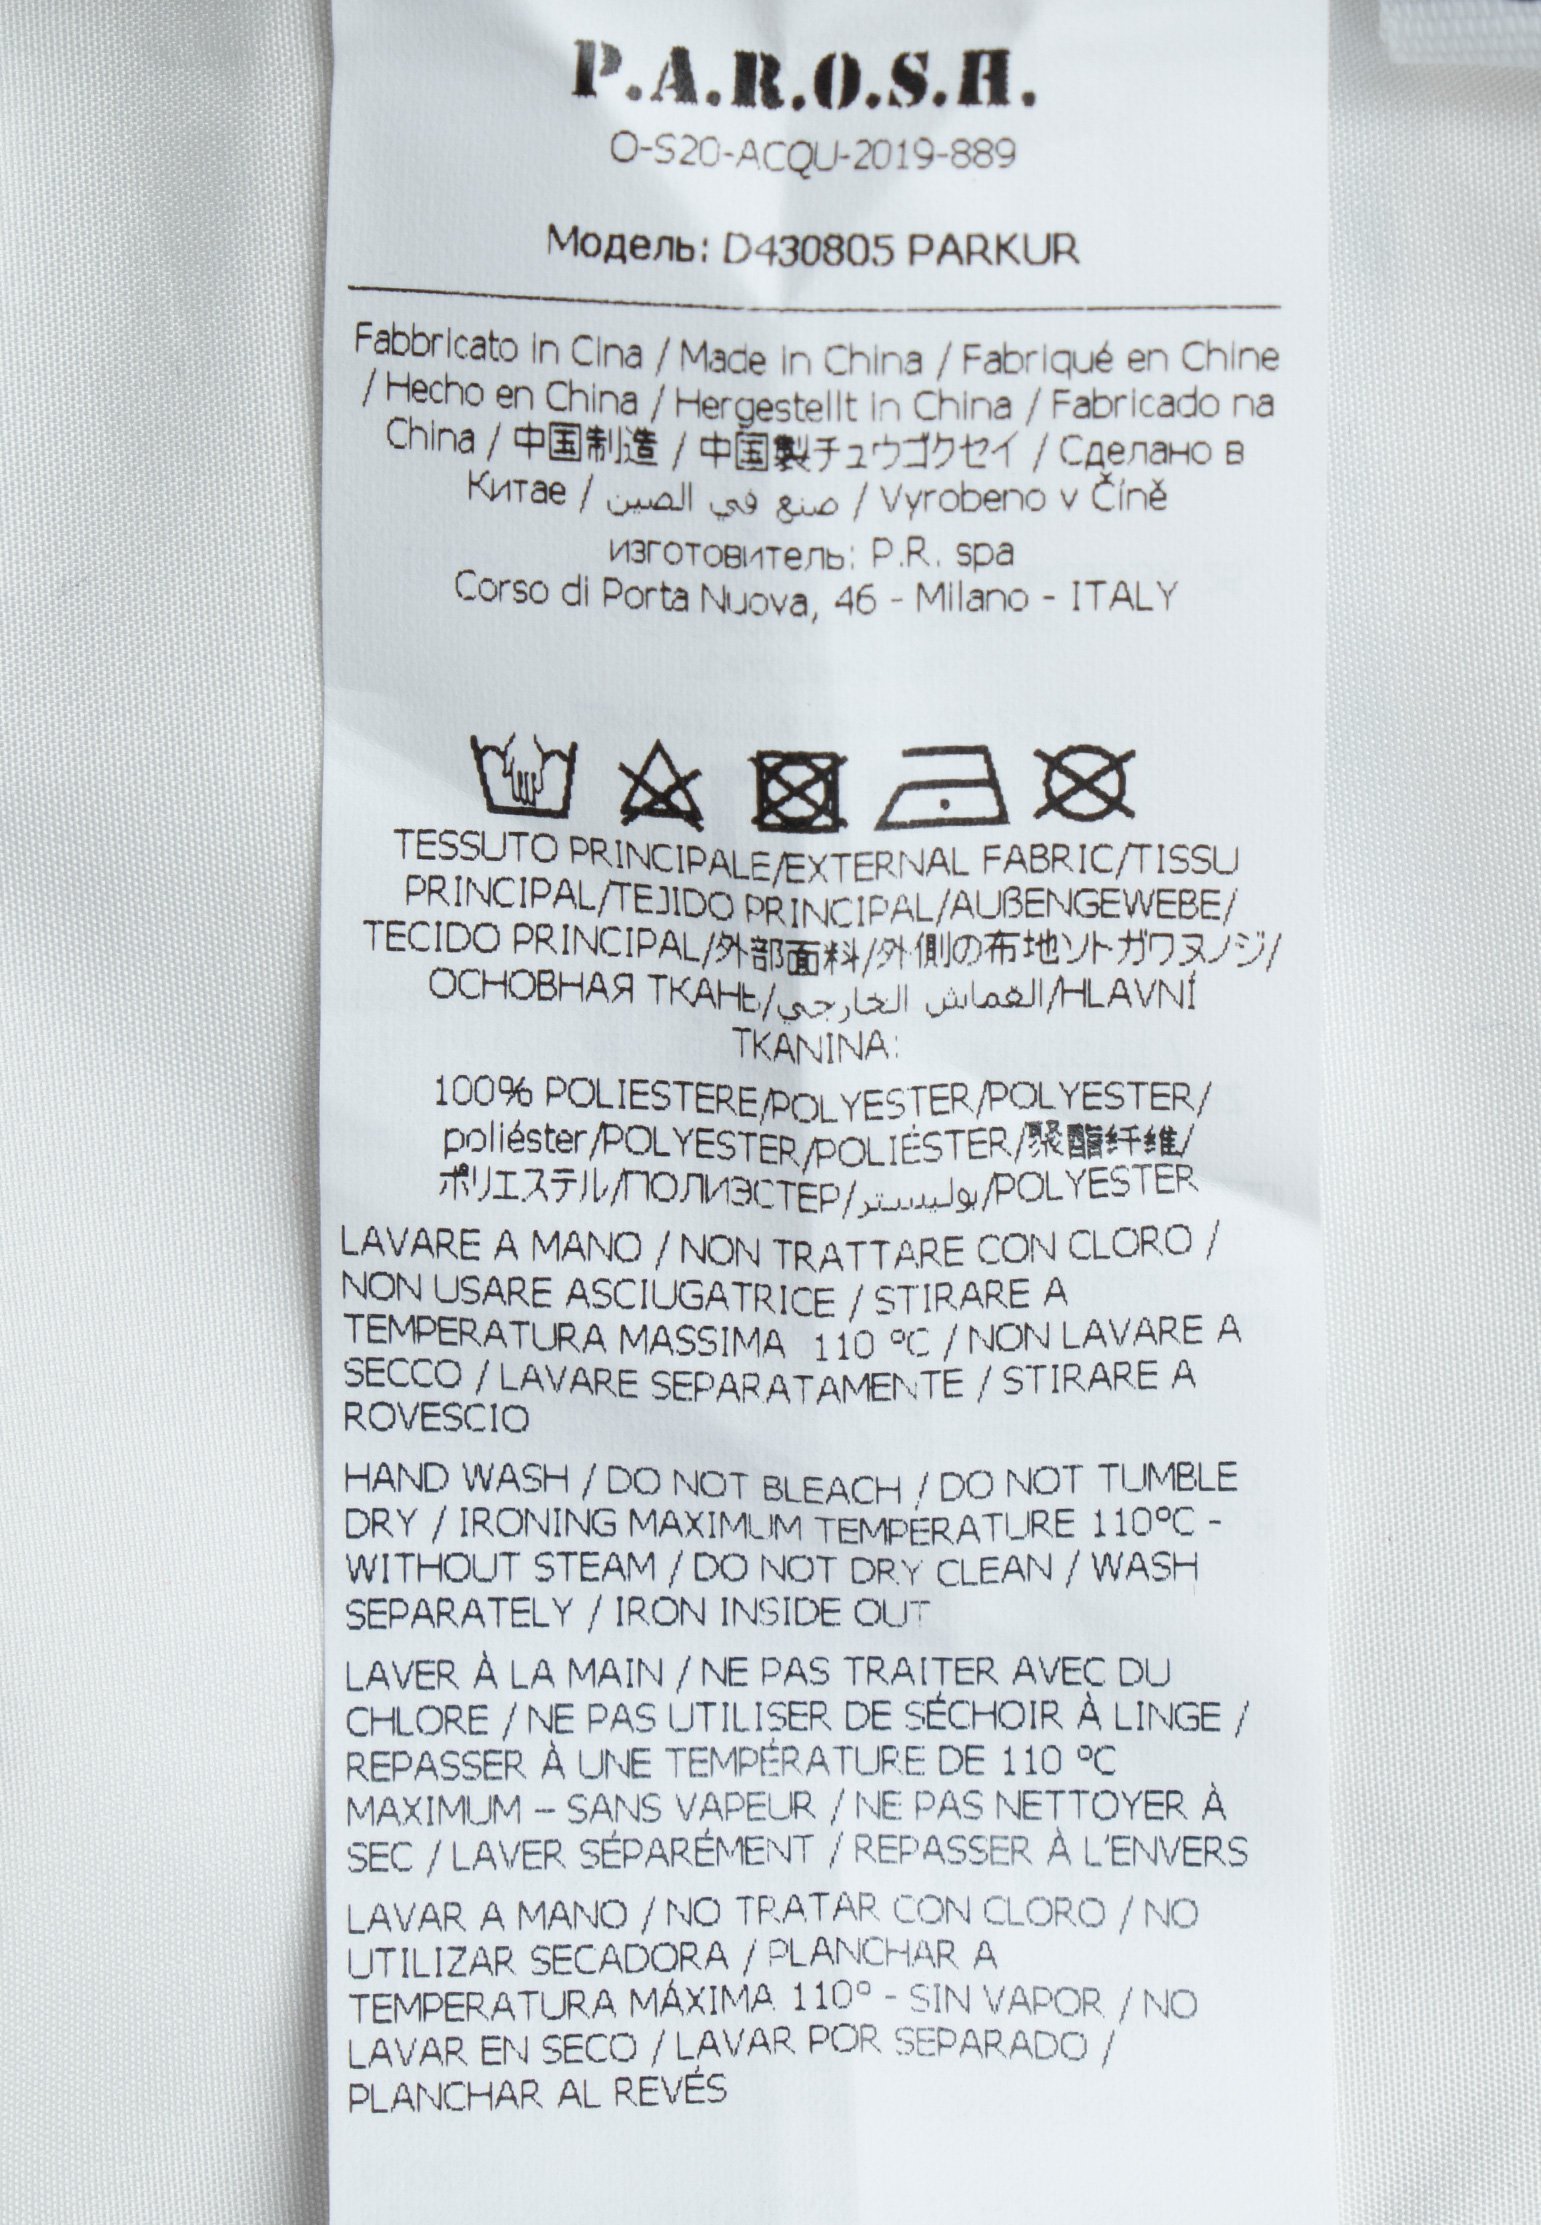 P.A.R.O.S.H.
O-S20-ACQU-2019-889
Модель: D430805 PARKUR
Fabbricato in Cina / Made in China / Fabriqué en Chine
/ Hecho en China / Hergestellt in China / Fabricado na
China / 中国制造 / 中国製チュウゴクセイ / Сделано в
Китае / صنع في الصين / Vyrobeno v Číně
изготовитель: P.R. spa
Corso di Porta Nuova, 46 - Milano - ITALY
TESSUTO PRINCIPALE/EXTERNAL FABRIC/TISSU
PRINCIPAL/TEJIDO PRINCIPAL/AUßENGEWEBE/
TECIDO PRINCIPAL/外部面料/外側の布地ソトガワヌノジ/
ОСНОВНАЯ ТКАНЬ/القماش الخارجي/HLAVNÍ
TKANINA:
100% POLIESTERE/POLYESTER/POLYESTER/
poliéster/POLYESTER/POLIÉSTER/聚酯纤维/
ポリエステル/ПОЛИЭСТЕР/بوليستر/POLYESTER
LAVARE A MANO / NON TRATTARE CON CLORO /
NON USARE ASCIUGATRICE / STIRARE A
TEMPERATURA MASSIMA 110 °C / NON LAVARE A
SECCO / LAVARE SEPARATAMENTE / STIRARE A
ROVESCIO
HAND WASH / DO NOT BLEACH / DO NOT TUMBLE
DRY / IRONING MAXIMUM TEMPÉRATURE 110°C -
WITHOUT STEAM / DO NOT DRY CLEAN / WASH
SEPARATELY / IRON INSIDE OUT
LAVER À LA MAIN / NE PAS TRAITER AVEC DU
CHLORE / NE PAS UTILISER DE SÉCHOIR À LINGE /
REPASSER À UNE TEMPÉRATURE DE 110 °C
MAXIMUM – SANS VAPEUR / NE PAS NETTOYER À
SEC / LAVER SÉPARÉMENT / REPASSER À L'ENVERS
LAVAR A MANO / NO TRATAR CON CLORO / NO
UTILIZAR SECADORA / PLANCHAR A
TEMPERATURA MÁXIMA 110° - SIN VAPOR / NO
LAVAR EN SECO / LAVAR POR SEPARADO /
PLANCHAR AL REVÉS